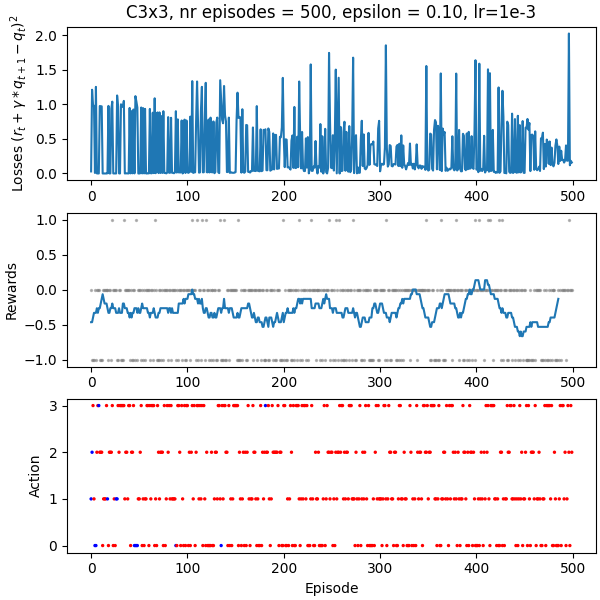 C3x3, nr episodes = 500, epsilon = 0.10, lr=1e-3
Losses $(r_t + \gamma * q_{t+1} - q_t)^2$
2.0
1.5
1.0
0.5
0.0
0 100 200 300 400 500
Rewards
1.0
0.5
0.0
−0.5
−1.0
0 100 200 300 400 500
Action
3
2
1
0
0 100 200 300 400 500
Episode